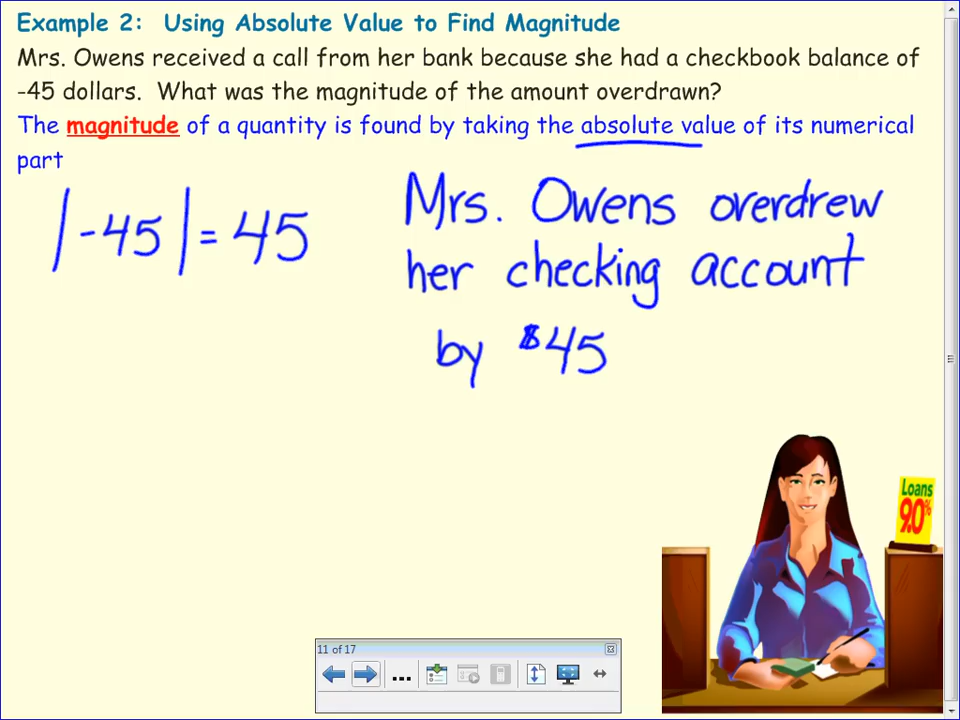 Example 2:  Using Absolute Value to Find Magnitude
Mrs. Owens received a call from her bank because she had a checkbook balance of
-45 dollars.  What was the magnitude of the amount overdrawn?
The magnitude of a quantity is found by taking the absolute value of its numerical
part
|-45| = 45
Mrs. Owens overdrew
her checking account
by $45
Loans
9.0%
11 of 17